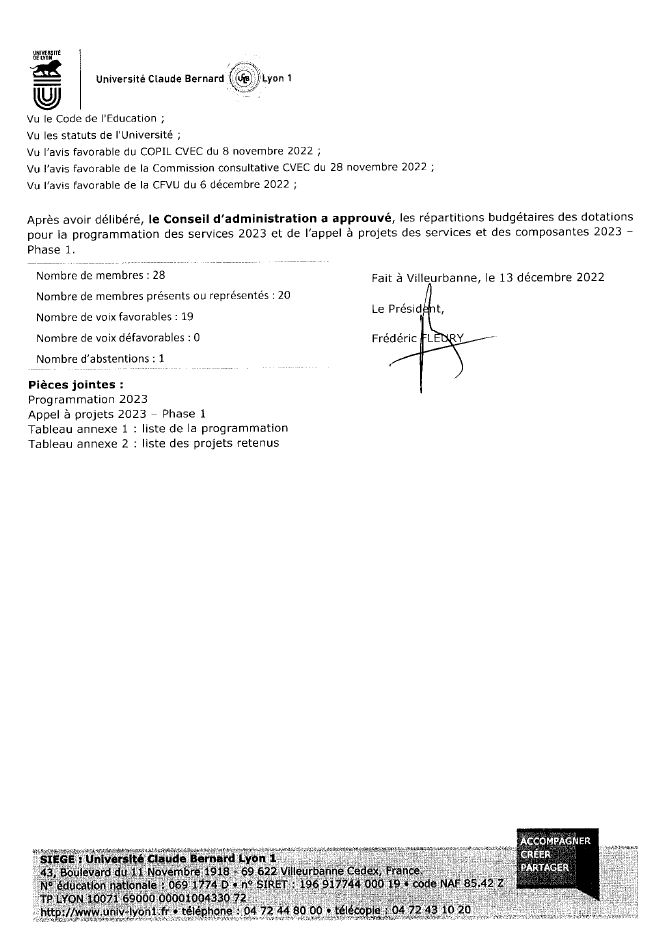 UNIVERSITÉ
DE LYON
Université Claude Bernard UCB Lyon 1
Vu le Code de l'Education ;
Vu les statuts de l'Université ;
Vu l'avis favorable du COPIL CVEC du 8 novembre 2022 ;
Vu l'avis favorable de la Commission consultative CVEC du 28 novembre 2022 ;
Vu l'avis favorable de la CFVU du 6 décembre 2022 ;
Après avoir délibéré, le Conseil d'administration a approuvé, les répartitions budgétaires des dotations
pour la programmation des services 2023 et de l'appel à projets des services et des composantes 2023 –
Phase 1.
Nombre de membres : 28
Nombre de membres présents ou représentés : 20
Nombre de voix favorables : 19
Nombre de voix défavorables : 0
Nombre d'abstentions : 1
Fait à Villeurbanne, le 13 décembre 2022
Le Président,
Frédéric FLEURY
Pièces jointes :
Programmation 2023
Appel à projets 2023 – Phase 1
Tableau annexe 1 : liste de la programmation
Tableau annexe 2 : liste des projets retenus
SIEGE : Université Claude Bernard Lyon 1
43, Boulevard du 11 Novembre 1918 - 69 622 Villeurbanne Cedex, France.
N° éducation nationale : 069 1774 D • n° SIRET : 196 917744 000 19 • code NAF 85.42 Z
TP LYON 10071 69000 00001004330 72
http://www.univ-lyon1.fr • téléphone : 04 72 44 80 00 • télécopie : 04 72 43 10 20
ACCOMPAGNER
CRÉER
PARTAGER